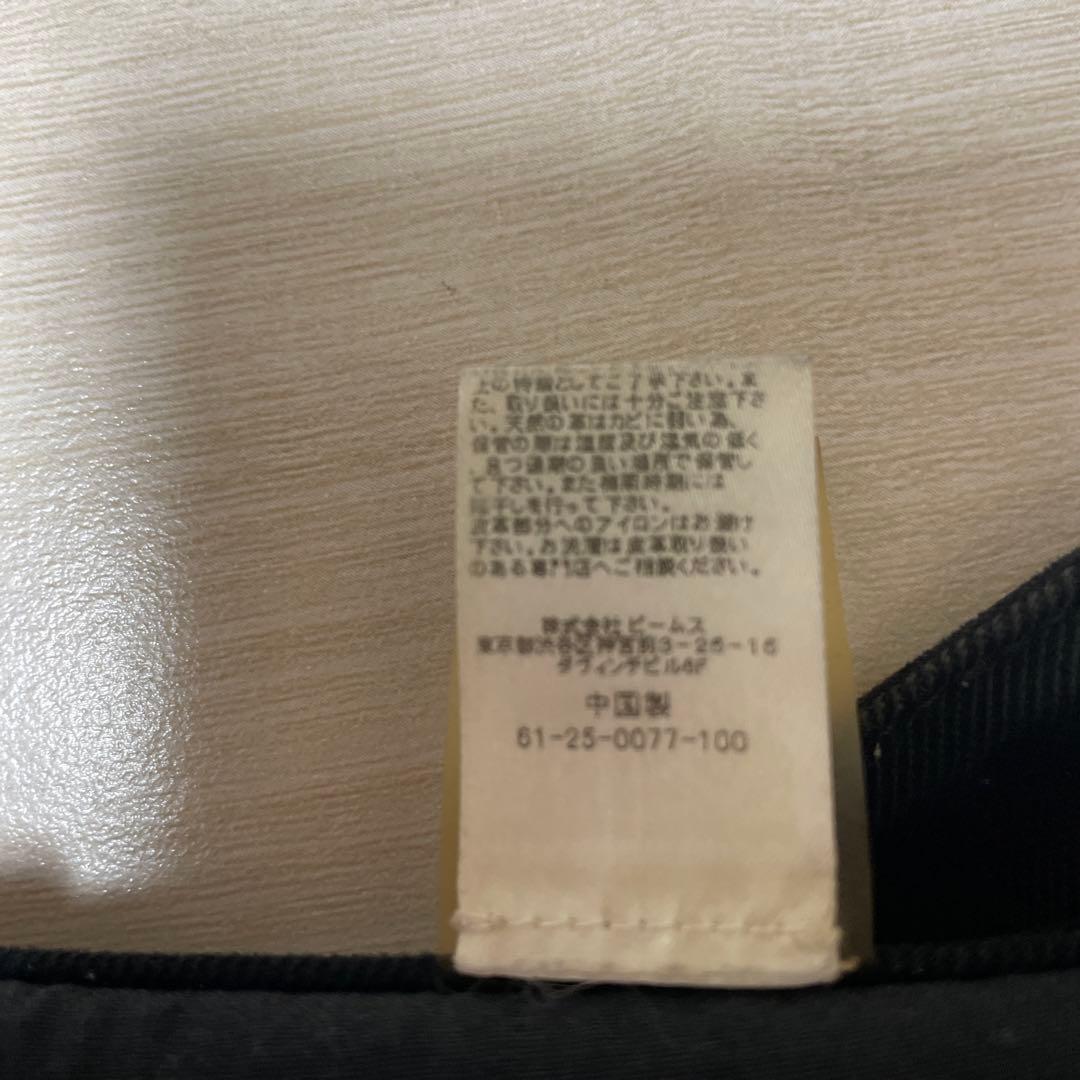 上の特徴としてご了承下さい。ま
た、取り扱いには十分ご注意下さ
い。天然の革はカビに弱い為、
保管の際は温度及び湿気の低く
、且つ通期の良い場所で保管し
て下さい。また梅雨時期には
陰干しを行って下さい。
皮革部分へのアイロンはお避け
下さい。お洗濯は皮革取り扱い
のある専門店へご相談ください。
株式会社ビームス
東京都渋谷区神宮前3-25-15
ダヴィンチビル6F
中国製
61-25-0077-100